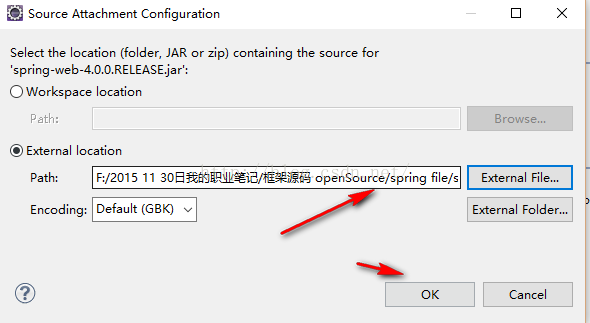 Source Attachment Configuration
Select the location (folder, JAR or zip) containing the source for
'spring-web-4.0.0.RELEASE.jar':
Workspace location
Path:
Browse...
External location
Path:
F:/2015 11 30日我的职业笔记/框架源码 openSource/spring file/s
External File...
Encoding:
Default (GBK)
External Folder...
?
OK
Cancel